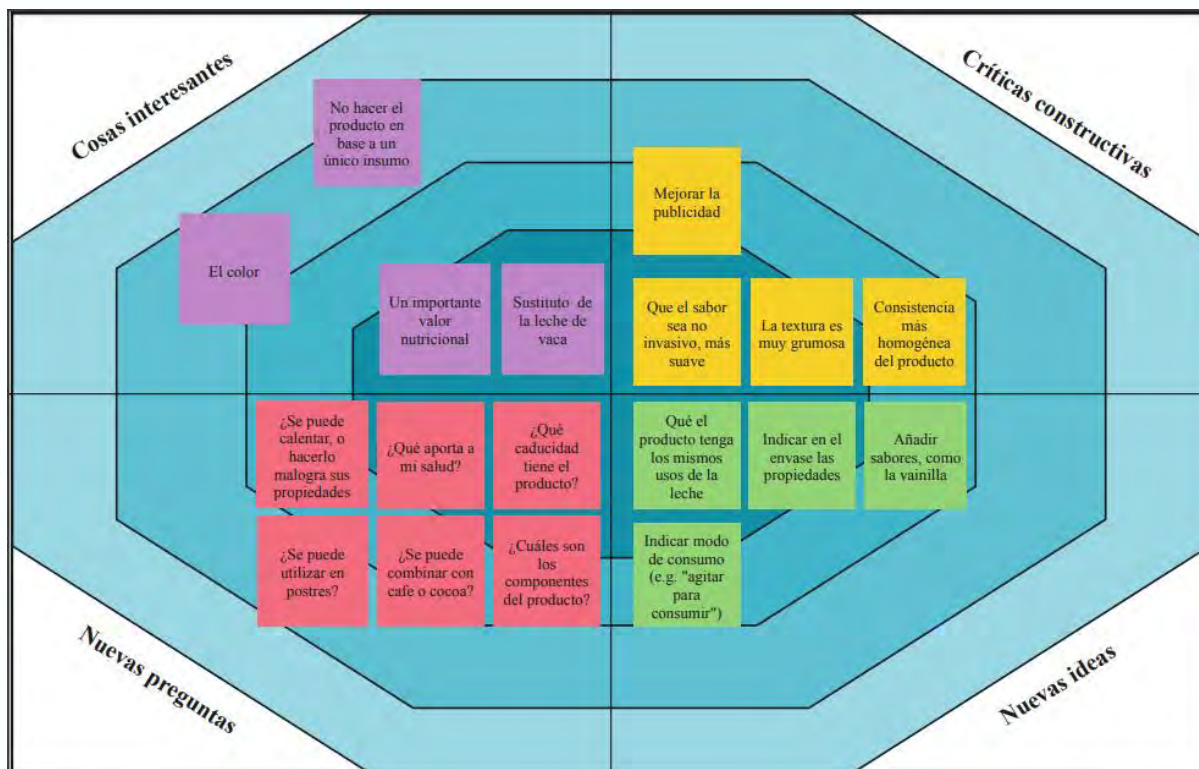 Cosas interesantes
No hacer el
producto en
base a un
único insumo
El color
Un importante
valor
nutricional
Sustituto de
la leche de
vaca
Críticas constructivas
Mejorar la
publicidad
Que el sabor
sea no
invasivo, más
suave
La textura es
muy grumosa
Consistencia
más
homogénea
del producto
¿Se puede
calentar, o
hacerlo
malogra sus
propiedades
¿Qué aporta a
mi salud?
¿Qué
caducidad
tiene el
producto?
¿Se puede
utilizar en
postres?
¿Se puede
combinar con
cafe o cocoa?
¿Cuáles son
los
componentes
del producto?
Nuevas preguntas
Qué el
producto tenga
los mismos
usos de la
leche
Indicar en el
envase las
propiedades
Añadir
sabores, como
la vainilla
Indicar modo
de consumo
(e.g. "agitar
para
consumir")
Nuevas ideas